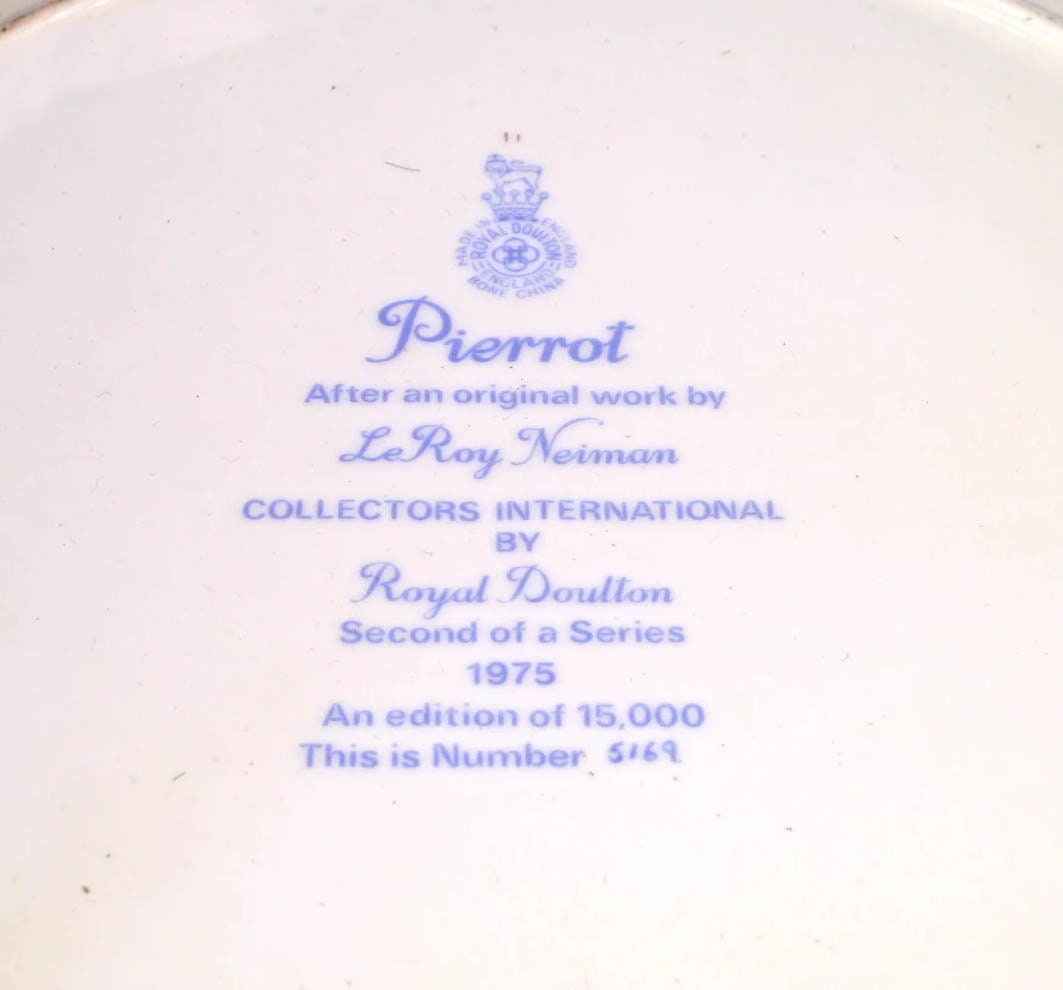 MADE IN ENGLAND
ROYAL DOULTON
ENGLAND
BONE CHINA
Pierrot
After an original work by
LeRoy Neiman
COLLECTORS INTERNATIONAL
BY
Royal Doulton
Second of a Series
1975
An edition of 15,000
This is Number 5169